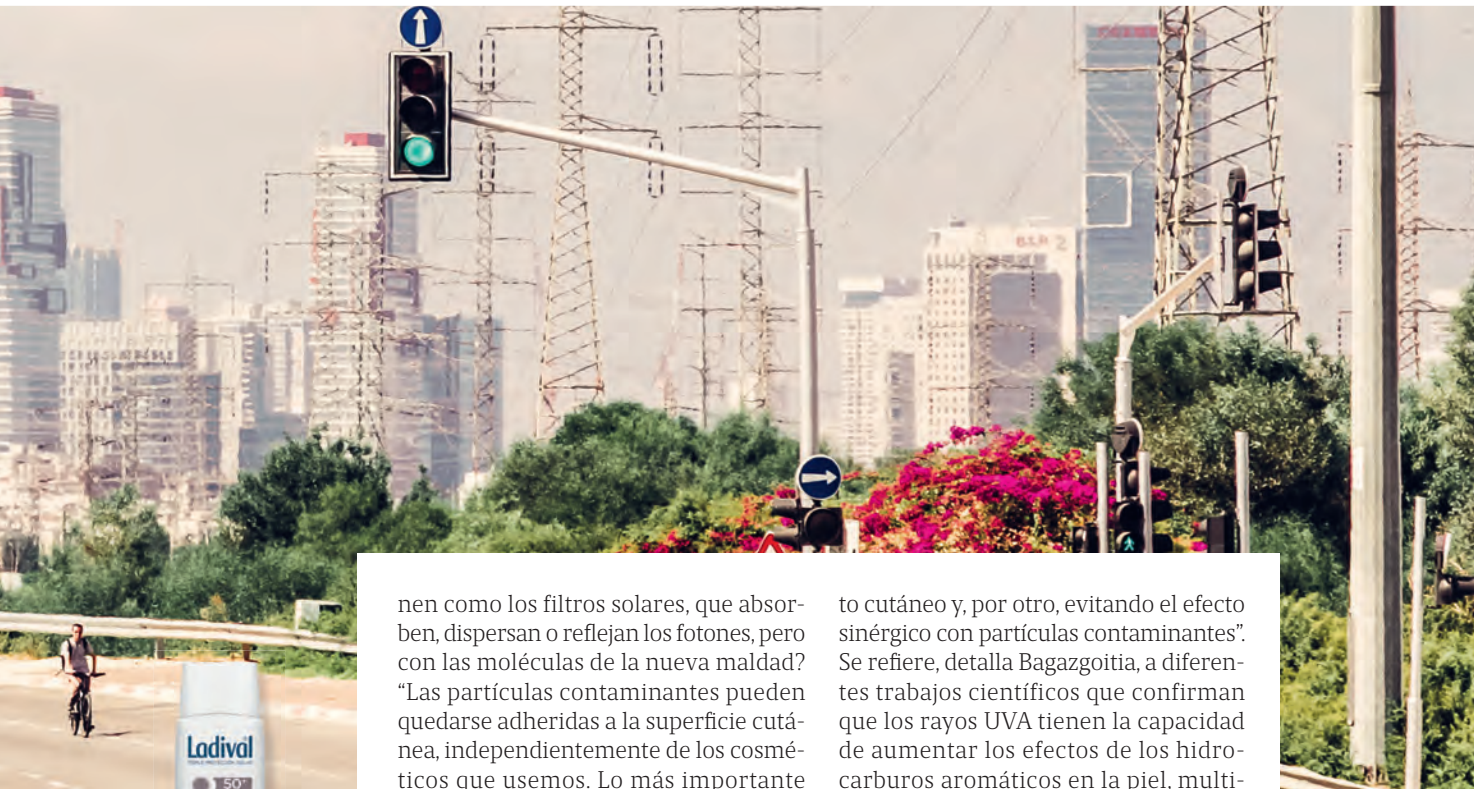 B.S.R 2
nen como los filtros solares, que absor-
ben, dispersan o reflejan los fotones, pero
con las moléculas de la nueva maldad?
“Las partículas contaminantes pueden
quedarse adheridas a la superficie cutá-
nea, independientemente de los cosmé-
ticos que usemos. Lo más importante
to cutáneo y, por otro, evitando el efecto
sinérgico con partículas contaminantes”.
Se refiere, detalla Bagazgoitia, a diferen-
tes trabajos científicos que confirman
que los rayos UVA tienen la capacidad
de aumentar los efectos de los hidro-
carburos aromáticos en la piel, multi-
Ladival
50+